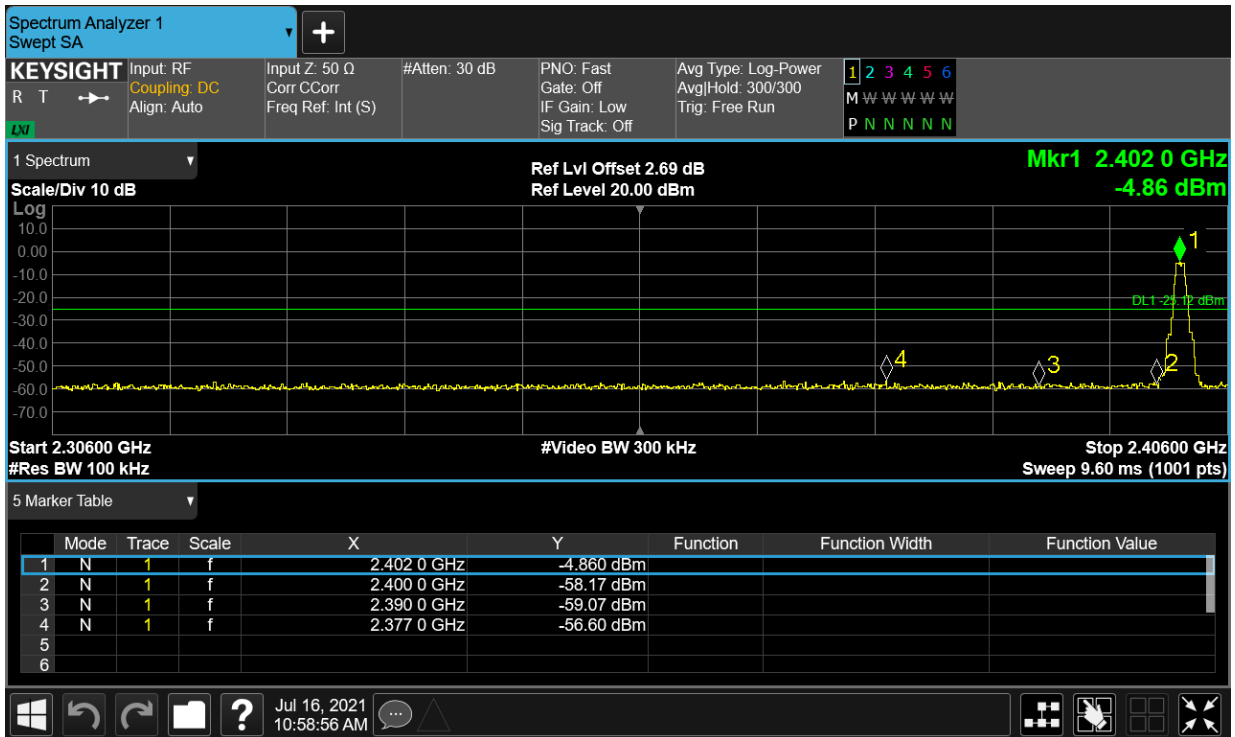 Spectrum Analyzer 1
Swept SA
+
KEYSIGHT
R T
LXI
Input: RF
Coupling: DC
Align: Auto
Input Z: 50 Ω
Corr CCorr
Freq Ref: Int (S)
#Atten: 30 dB
PNO: Fast
Gate: Off
IF Gain: Low
Sig Track: Off
Avg Type: Log-Power
Avg|Hold: 300/300
Trig: Free Run
1 2 3 4 5 6
M W W W W W
P N N N N N
1 Spectrum
Scale/Div 10 dB
Ref Lvl Offset 2.69 dB
Ref Level 20.00 dBm
Mkr1 2.402 0 GHz
-4.86 dBm
Log
10.0
0.00
-10.0
-20.0
-30.0
-40.0
-50.0
-60.0
-70.0
1
DL1 -25.12 dBm
4
3
2
Start 2.30600 GHz
#Res BW 100 kHz
#Video BW 300 kHz
Stop 2.40600 GHz
Sweep 9.60 ms (1001 pts)
5 Marker Table
Mode Trace Scale X Y Function Function Width Function Value
1 N 1 f 2.402 0 GHz -4.860 dBm
2 N 1 f 2.400 0 GHz -58.17 dBm
3 N 1 f 2.390 0 GHz -59.07 dBm
4 N 1 f 2.377 0 GHz -56.60 dBm
5
6
?
Jul 16, 2021
10:58:56 AM